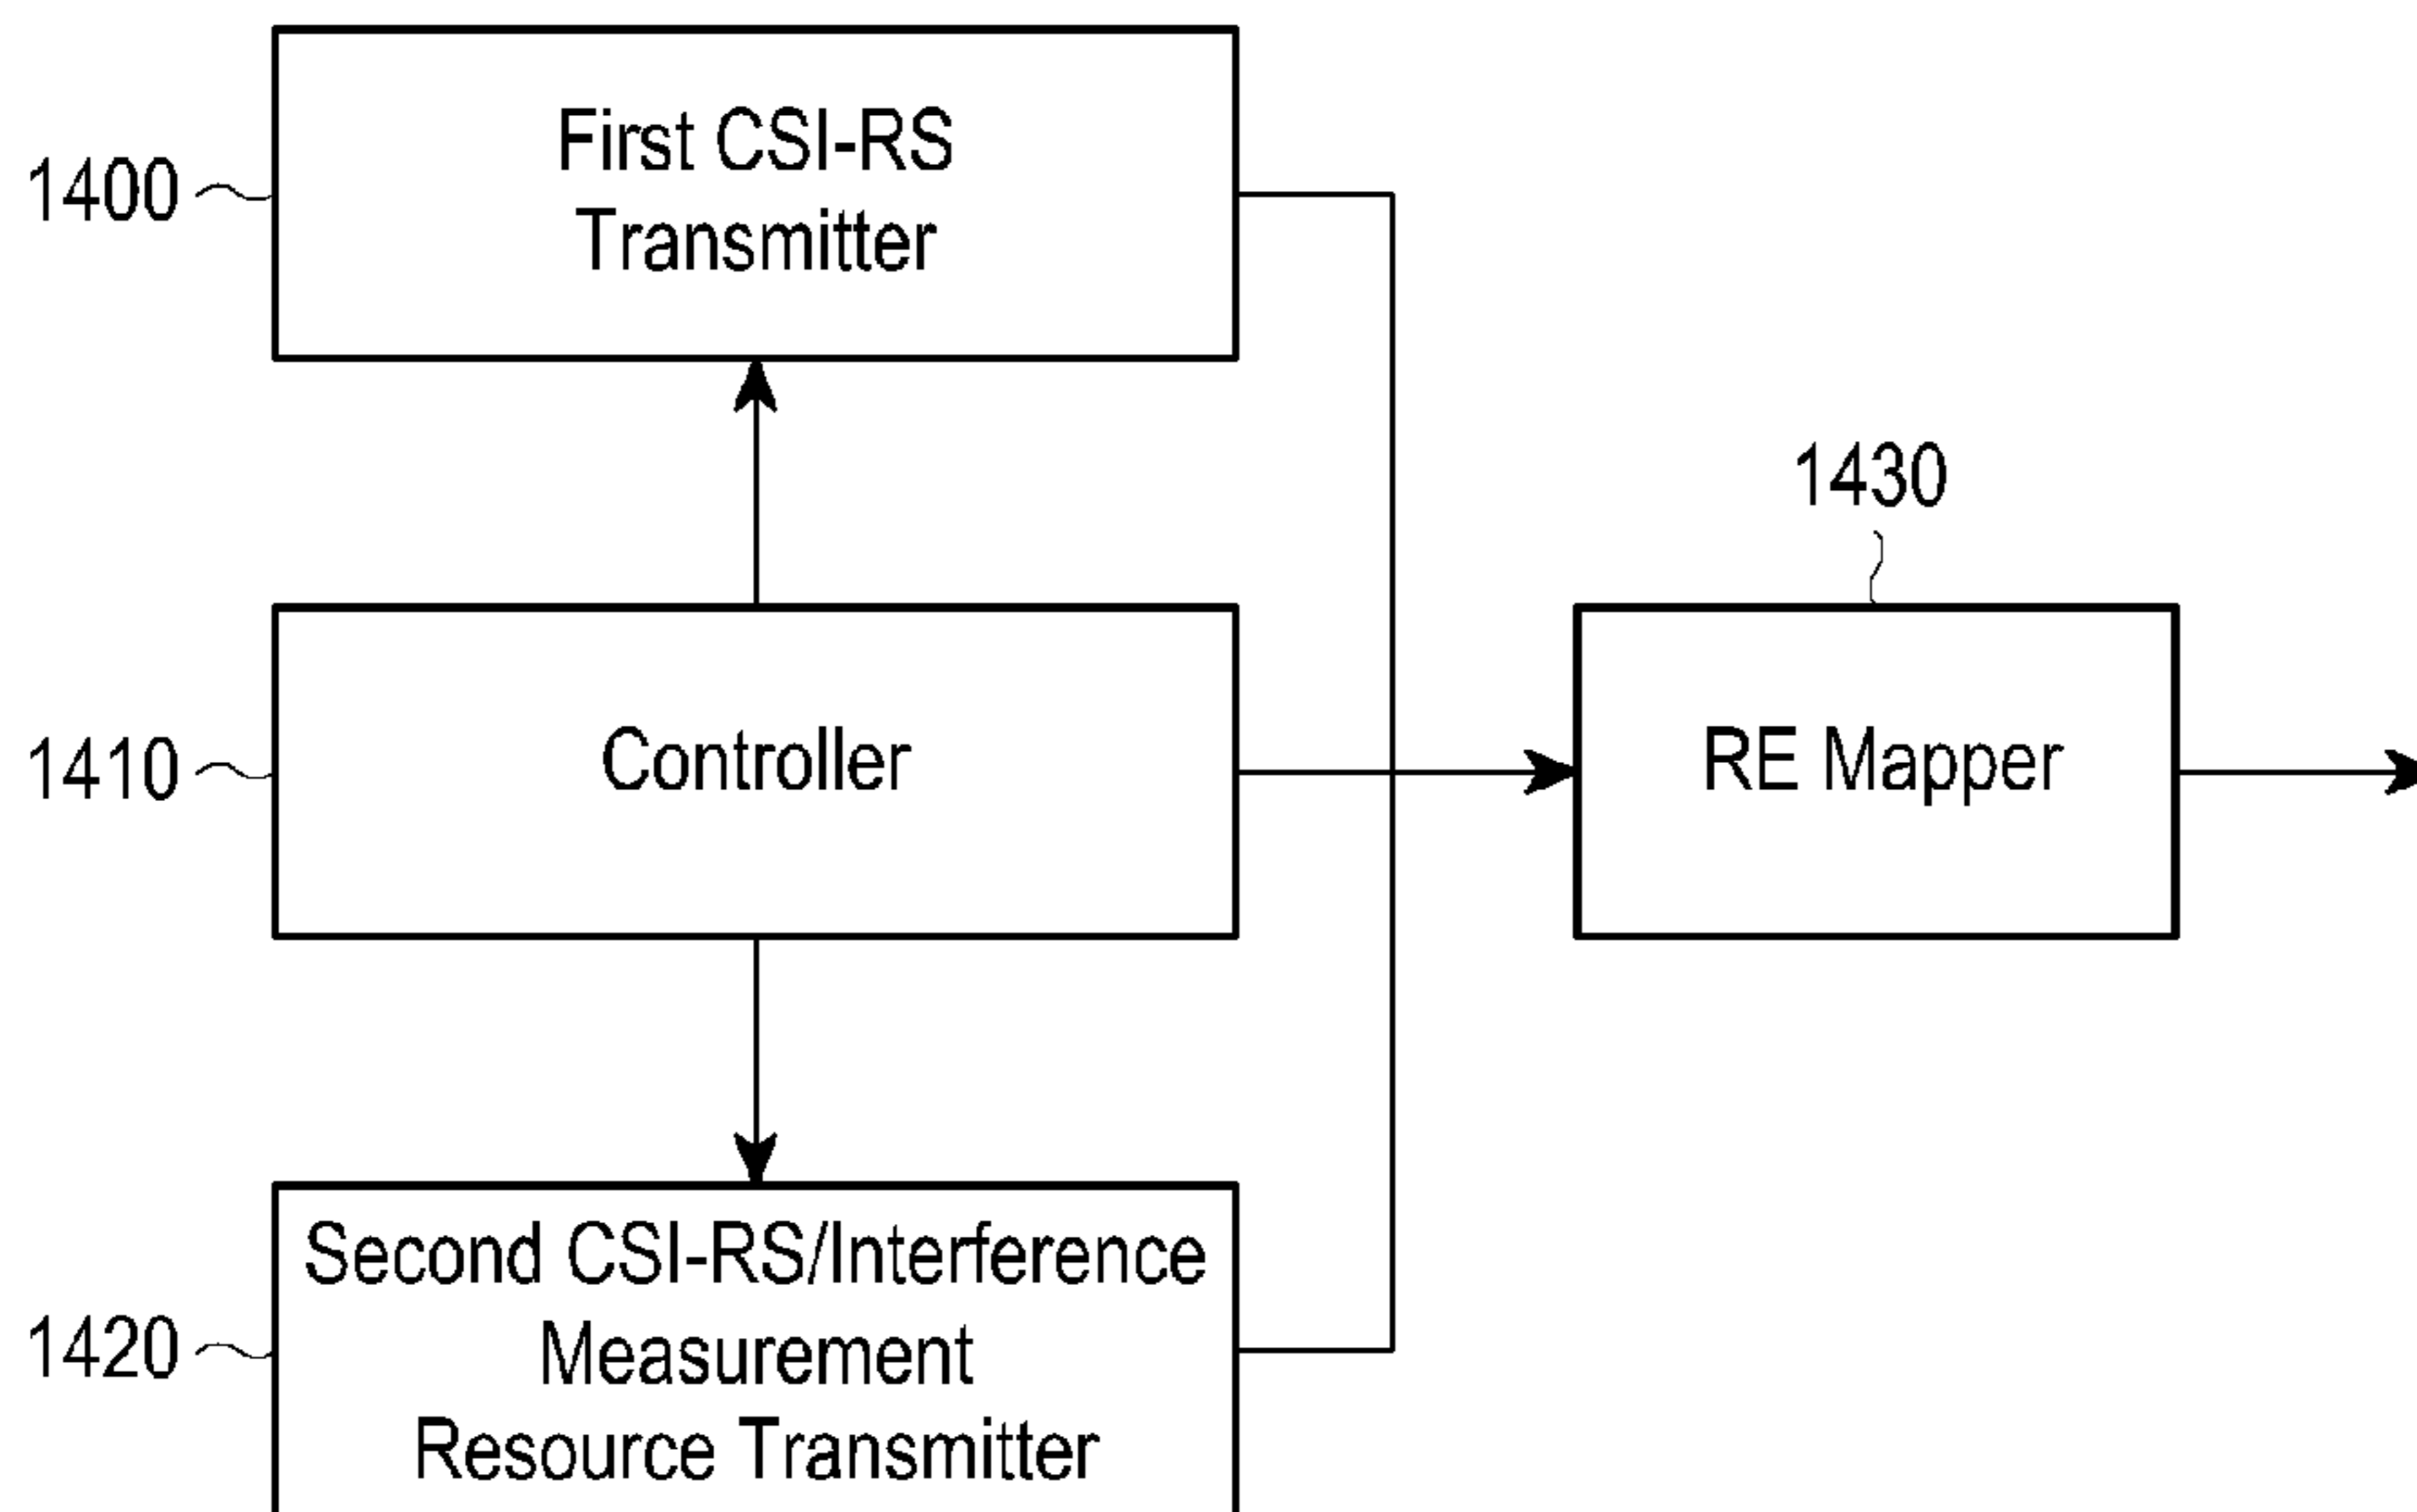 First CSI-RS
Transmitter
1400
1430
Controller
1410
RE Mapper
Second CSI-RS/Interference
Measurement
Resource Transmitter
1420